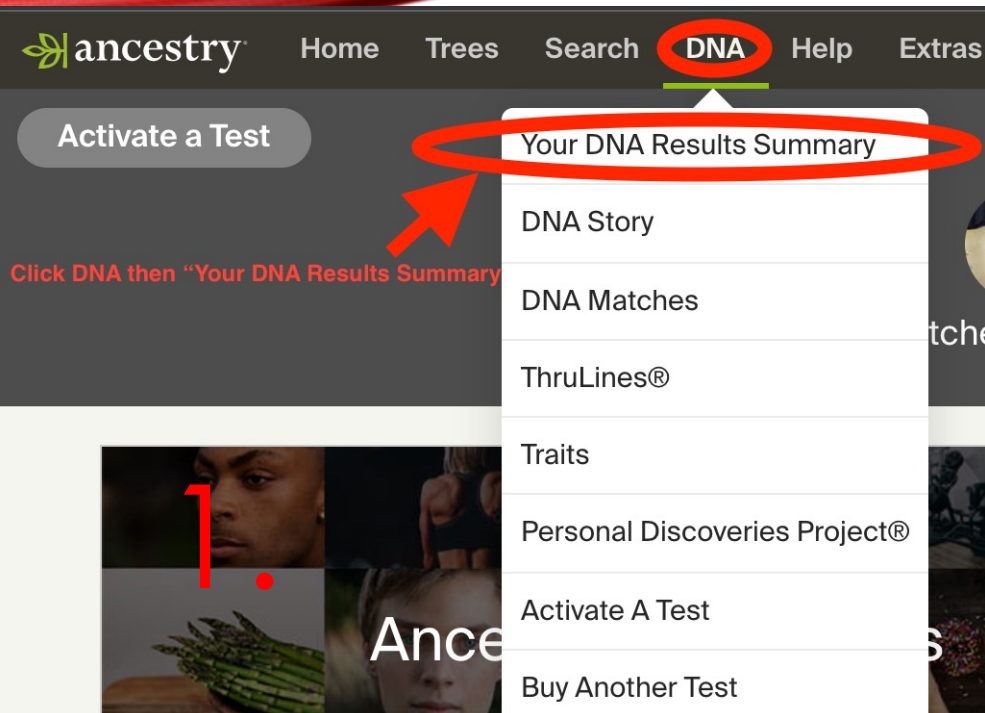 ancestry Home Trees Search DNA Help Extras
Activate a Test
Your DNA Results Summary
DNA Story
Click DNA then “Your DNA Results Summary
DNA Matches
ThruLines®
Traits
1.
Personal Discoveries Project®
Activate A Test
Buy Another Test